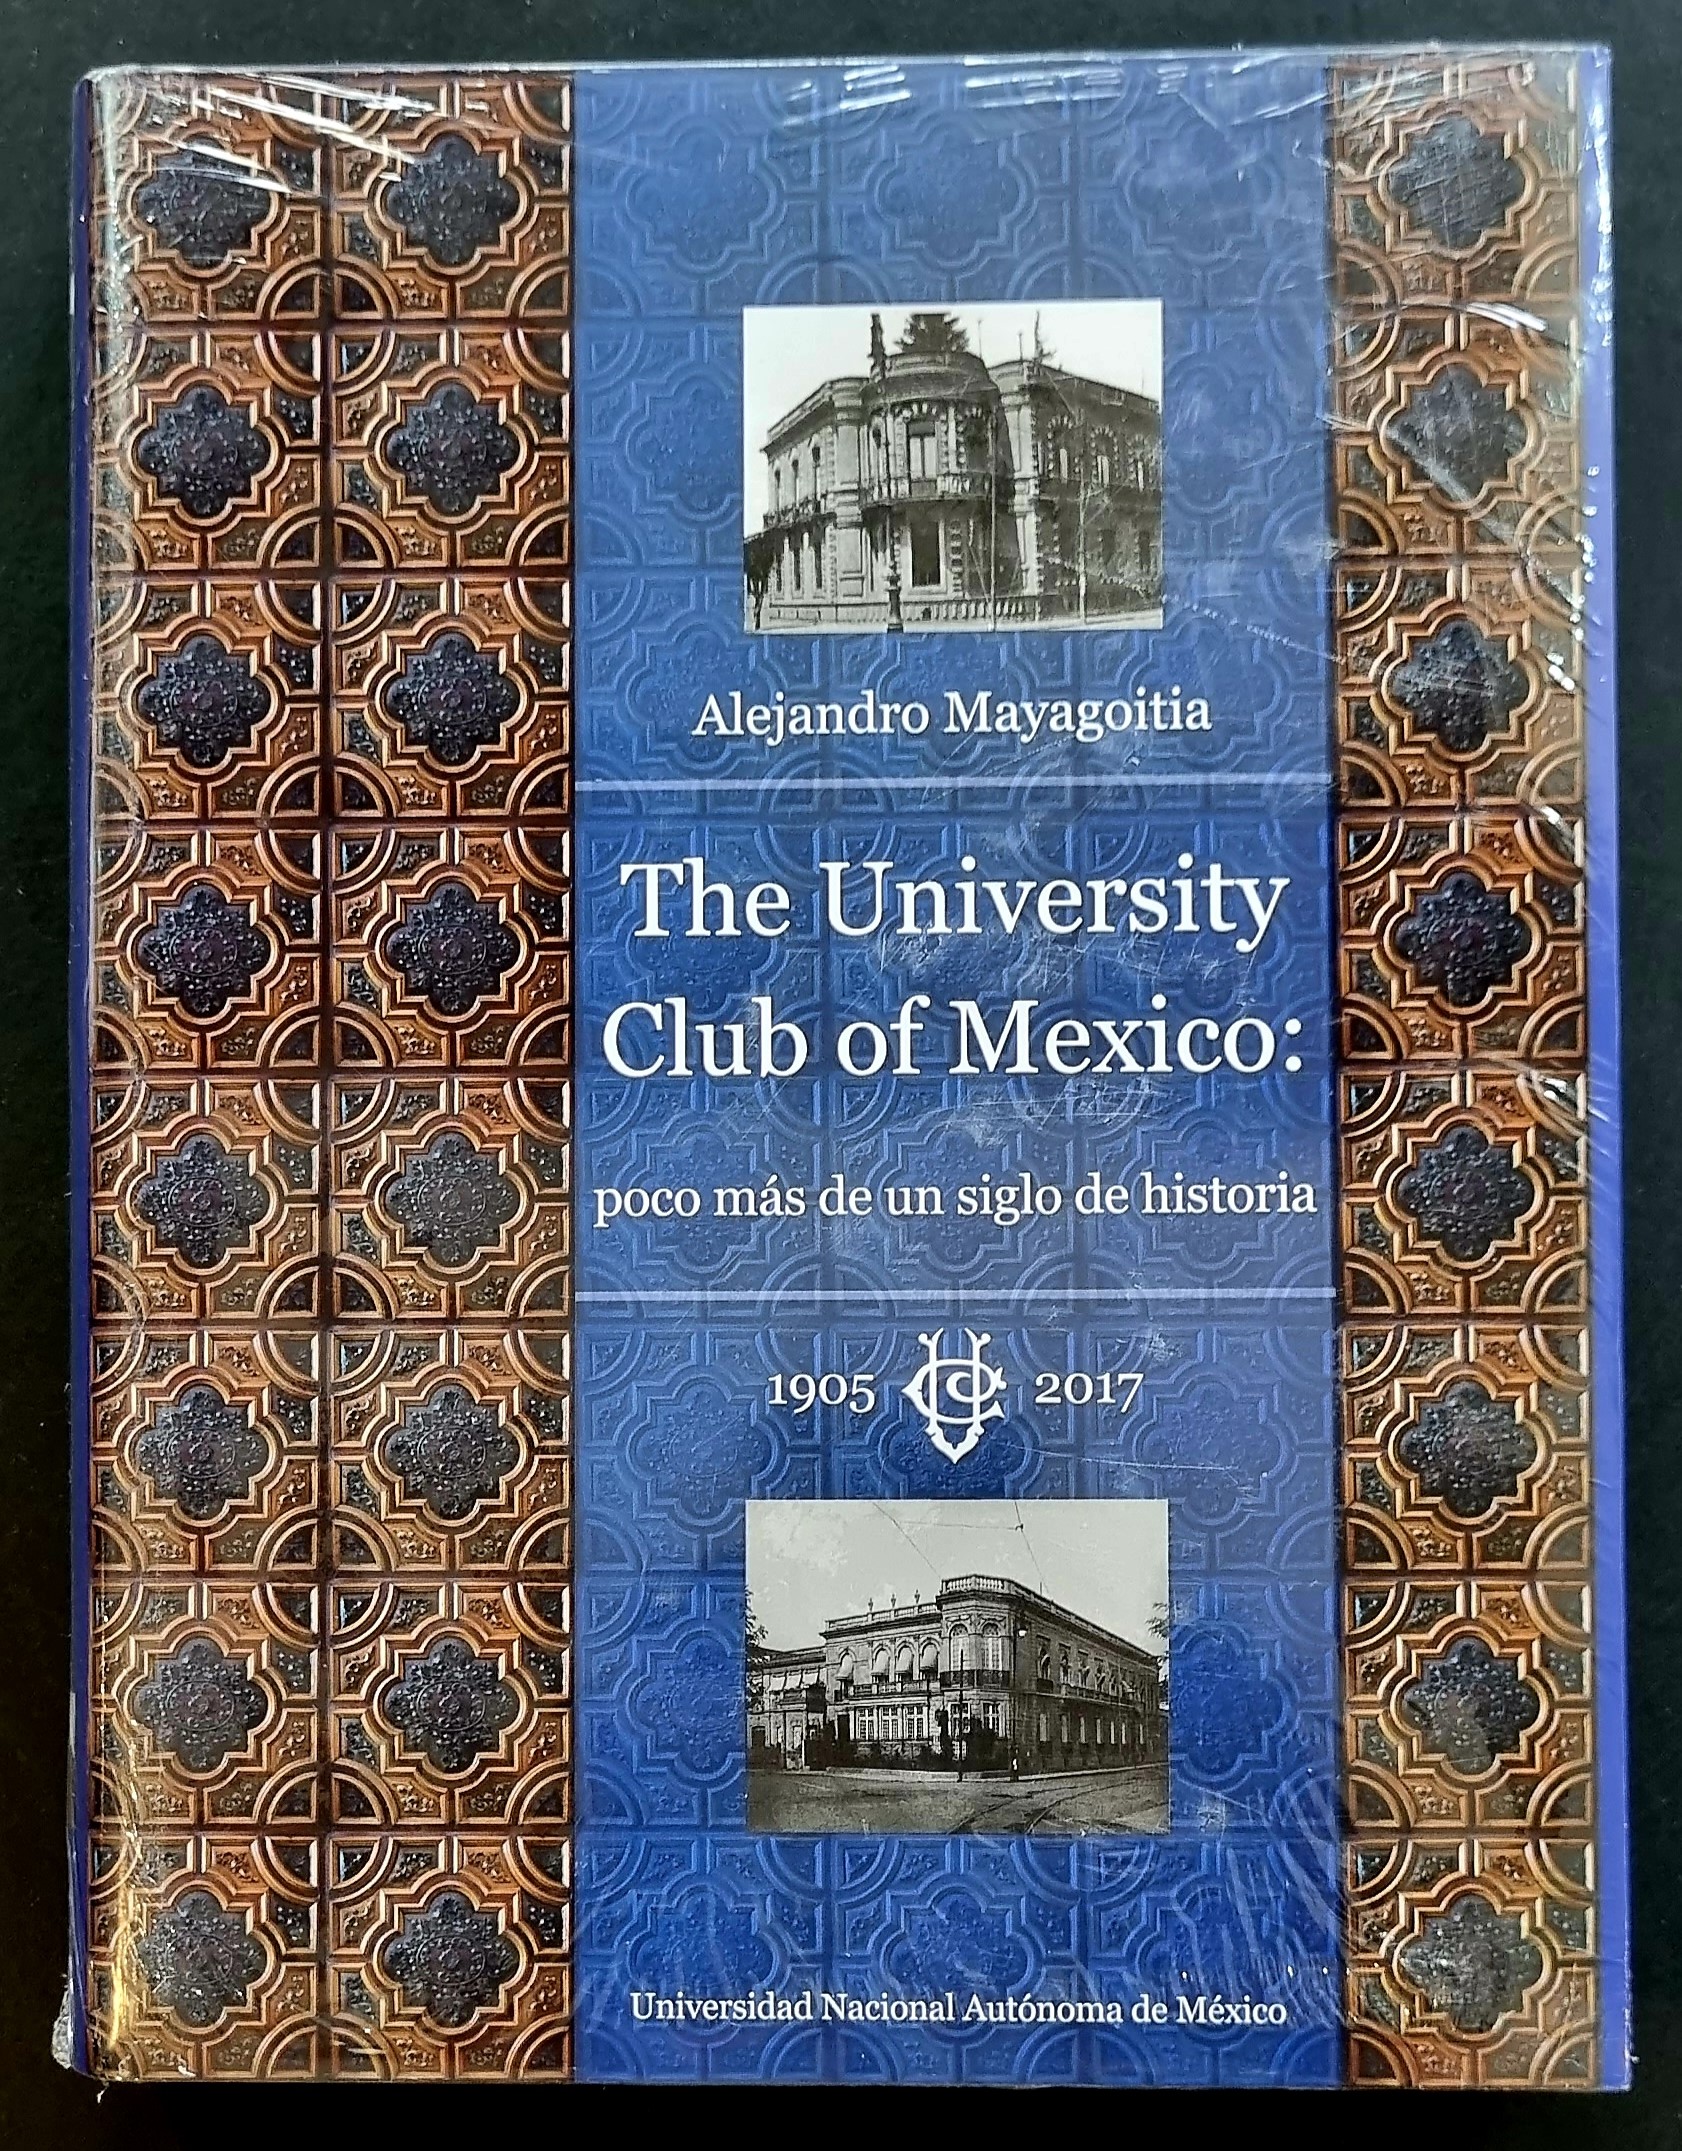 Alejandro Mayagoitia
The University
Club of Mexico:
poco más de un siglo de historia
1905 UC 2017
Universidad Nacional Autónoma de México